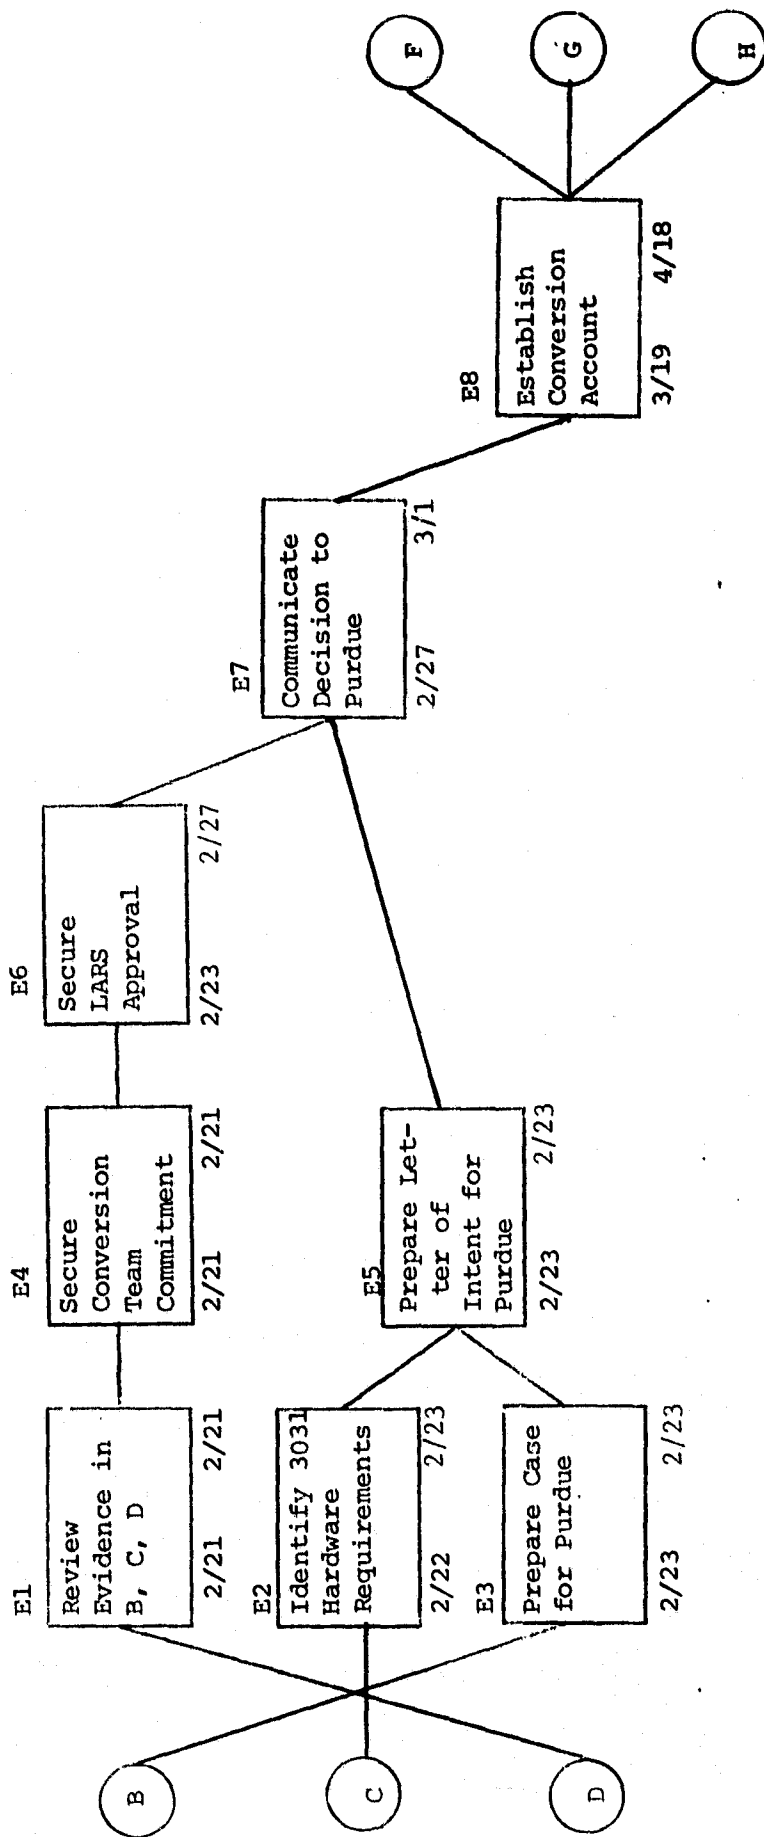 B
C
D
E1
Review
Evidence in
B, C, D
2/21 2/21
E2
Identify 3031
Hardware
Requirements
2/22 2/23
E3
Prepare Case
for Purdue
2/23 2/23
E4
Secure
Conversion
Team
Commitment
2/21 2/21
E5
Prepare Let-
ter of
Intent for
Purdue
2/23 2/23
E6
Secure
LARS
Approval
2/23 2/27
E7
Communicate
Decision to
Purdue
2/27 3/1
E8
Establish
Conversion
Account
3/19 4/18
F
G
H